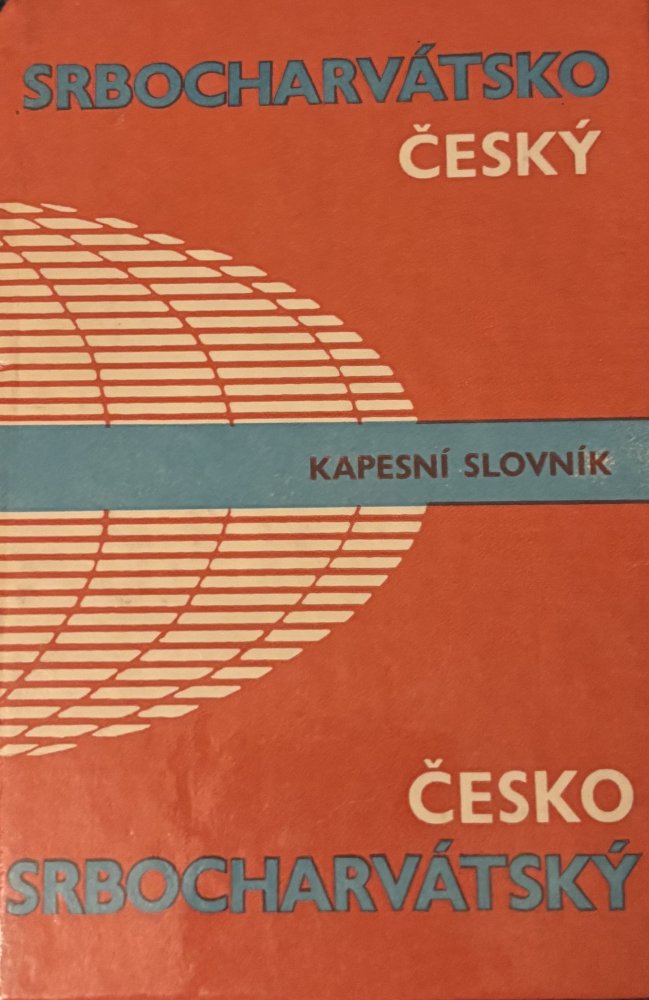 SRBOCHARVÁTSKO
ČESKÝ
KAPESNÍ SLOVNÍK
ČESKO
SRBOCHARVÁTSKÝ